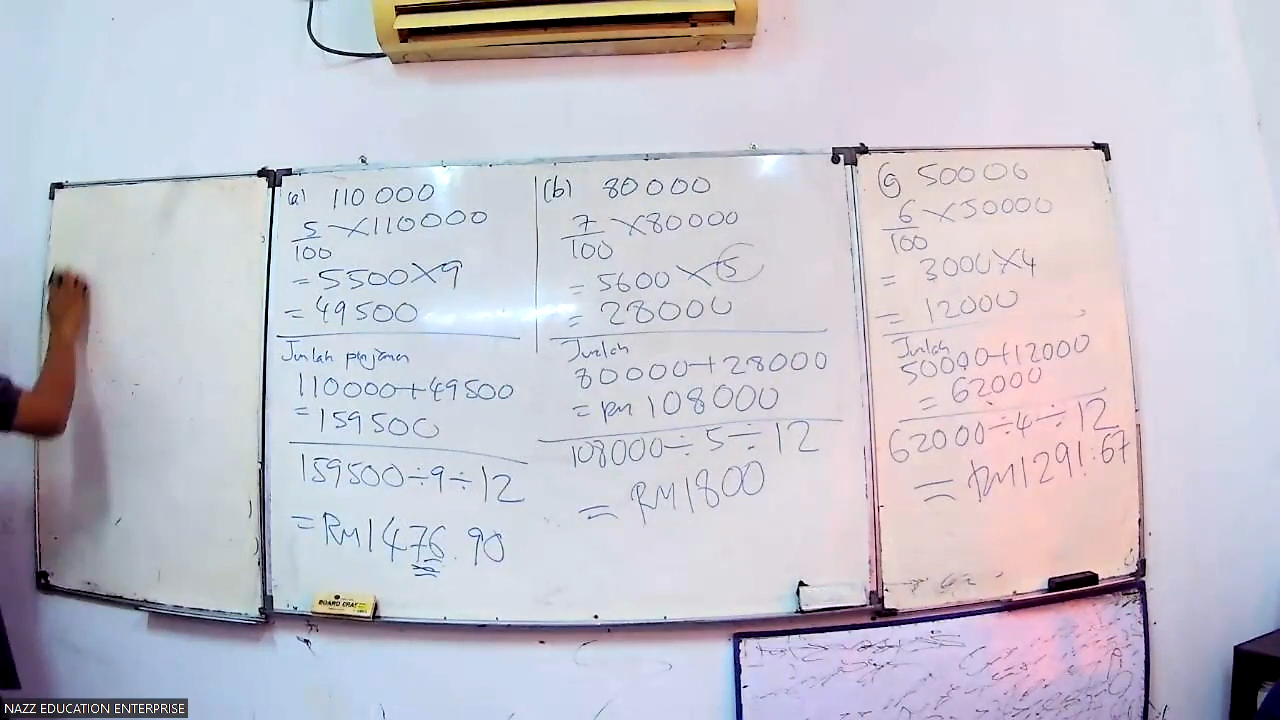 (a) 110 000
5/100 × 110000
= 5500 × 9
= 49500
Jumlah pinjaman
110000 + 49500
= 159500
159500 ÷ 9 ÷ 12
= RM1476.90
(b) 80000
7/100 × 80000
= 5600 × 5
= 28000
Jumlah
80000 + 28000
= RM 108000
108000 ÷ 5 ÷ 12
= RM1800
(c) 50000
6/100 × 50000
= 3000 × 4
= 12000
Jumlah
50000 + 12000
= 62000
62000 ÷ 4 ÷ 12
= RM1291.67
BOARD ERASER
NAZZ EDUCATION ENTERPRISE